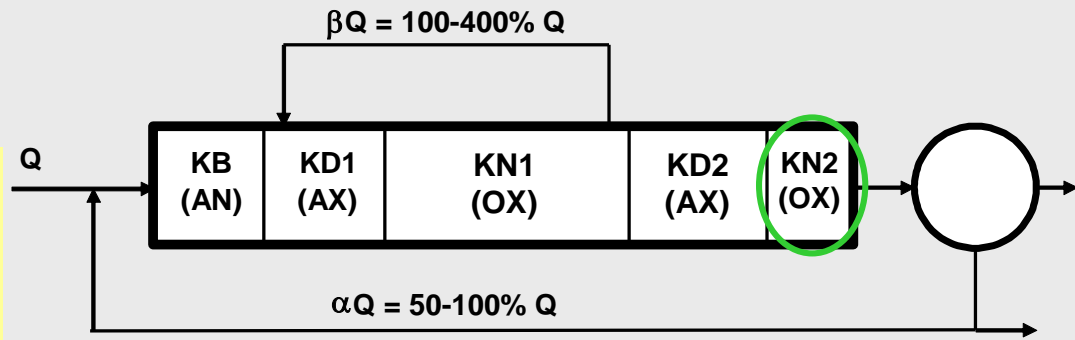 βQ = 100-400% Q
Q
KB
(AN)
KD1
(AX)
KN1
(OX)
KD2
(AX)
KN2
(OX)
αQ = 50-100% Q